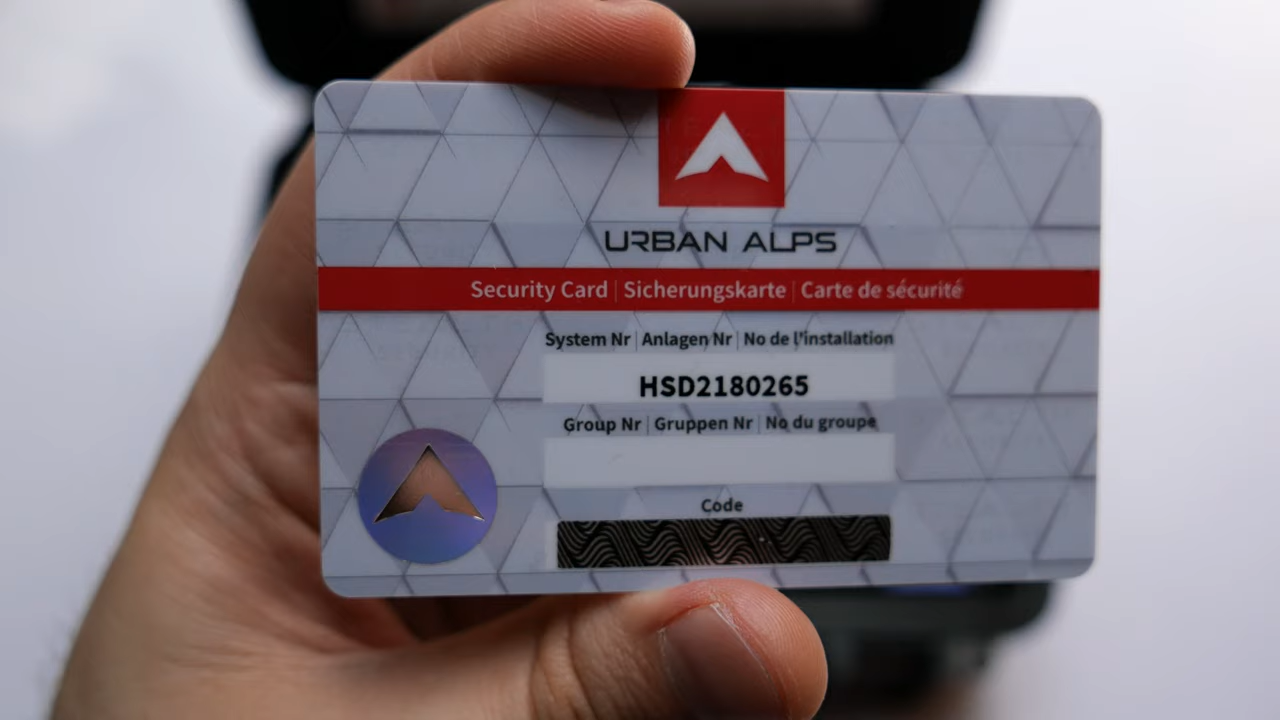 URBAN ALPS
Security Card | Sicherungskarte | Carte de sécurité
System Nr | Anlagen Nr | No de l'installation
HSD2180265
Group Nr | Gruppen Nr | No du groupe
Code